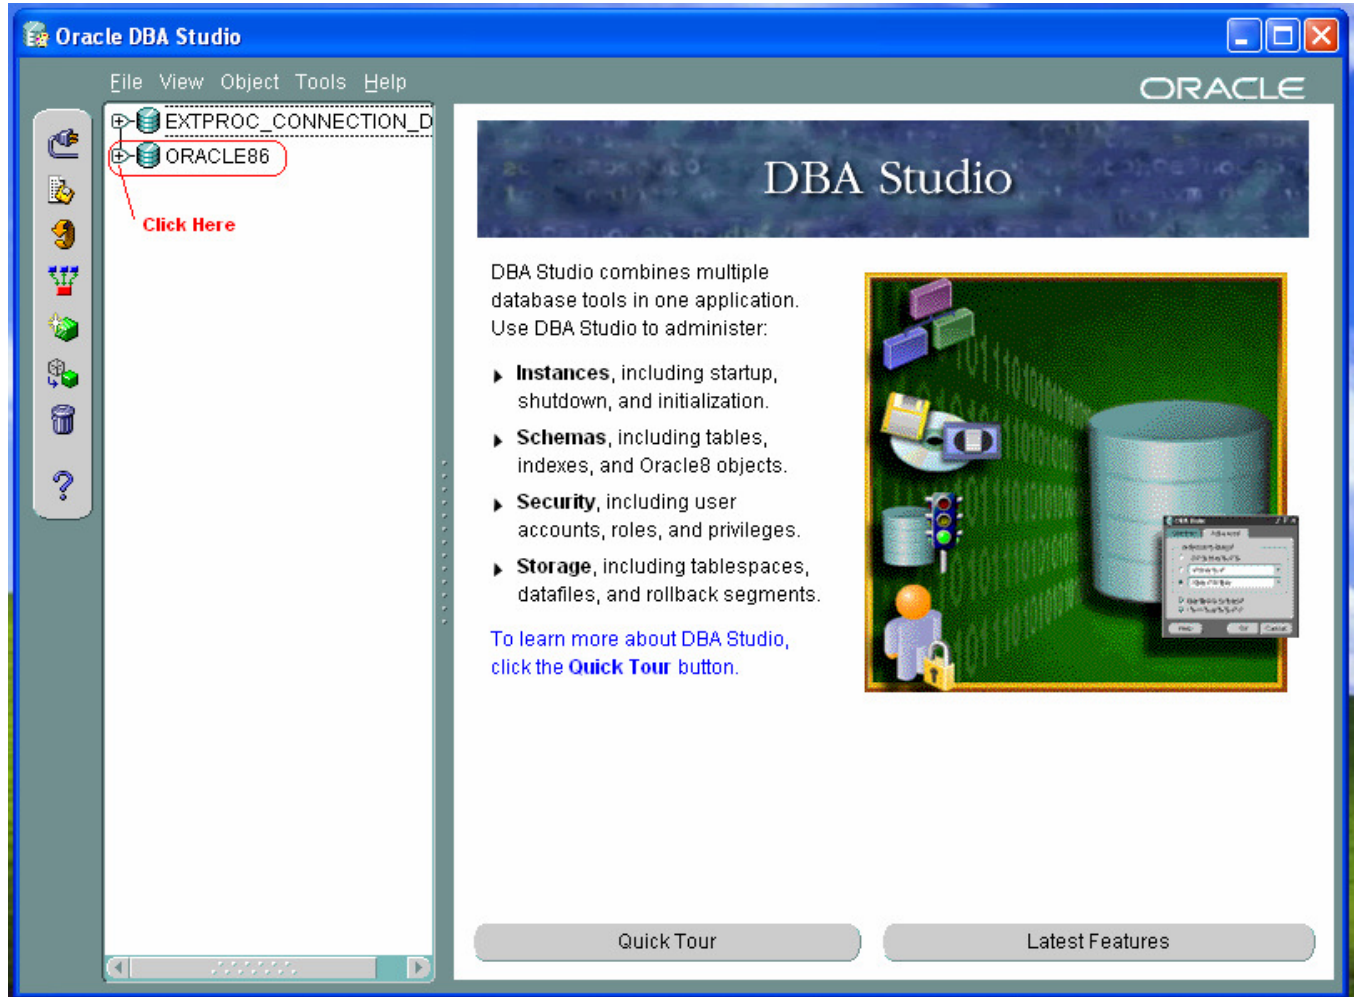 Oracle DBA Studio
File View Object Tools Help
ORACLE
EXTPROC_CONNECTION_D
ORACLE86
Click Here
DBA Studio
DBA Studio combines multiple
database tools in one application.
Use DBA Studio to administer:
Instances, including startup,
shutdown, and initialization.
Schemas, including tables,
indexes, and Oracle8 objects.
Security, including user
accounts, roles, and privileges.
Storage, including tablespaces,
datafiles, and rollback segments.
To learn more about DBA Studio,
click the Quick Tour button.
Quick Tour
Latest Features